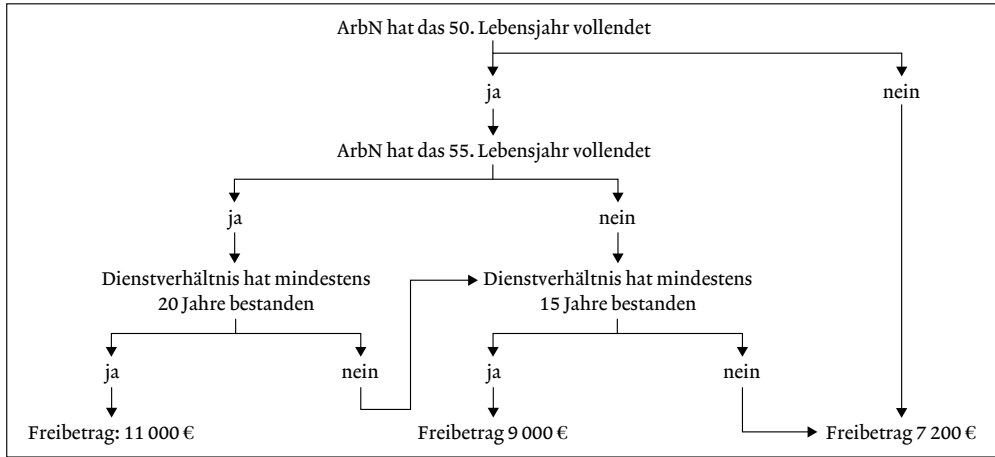 ArbN hat das 50. Lebensjahr vollendet
ja
nein
ArbN hat das 55. Lebensjahr vollendet
ja
nein
Dienstverhältnis hat mindestens
20 Jahre bestanden
Dienstverhältnis hat mindestens
15 Jahre bestanden
ja
nein
ja
nein
Freibetrag: 11 000 €
Freibetrag 9 000 €
Freibetrag 7 200 €